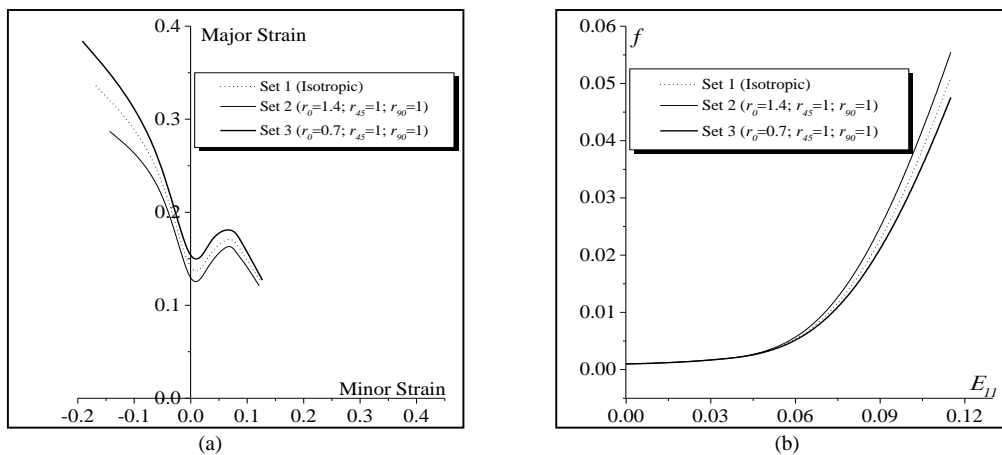 0.4
Major Strain
Set 1 (Isotropic)
Set 2 (r0=1.4; r45=1; r90=1)
Set 3 (r0=0.7; r45=1; r90=1)
0.3
0.2
0.1
0.0
Minor Strain
-0.2 -0.1 0.0 0.1 0.2 0.3 0.4
(a)
0.06
f
Set 1 (Isotropic)
Set 2 (r0=1.4; r45=1; r90=1)
Set 3 (r0=0.7; r45=1; r90=1)
0.05
0.04
0.03
0.02
0.01
0.00
E11
0.00 0.03 0.06 0.09 0.12
(b)